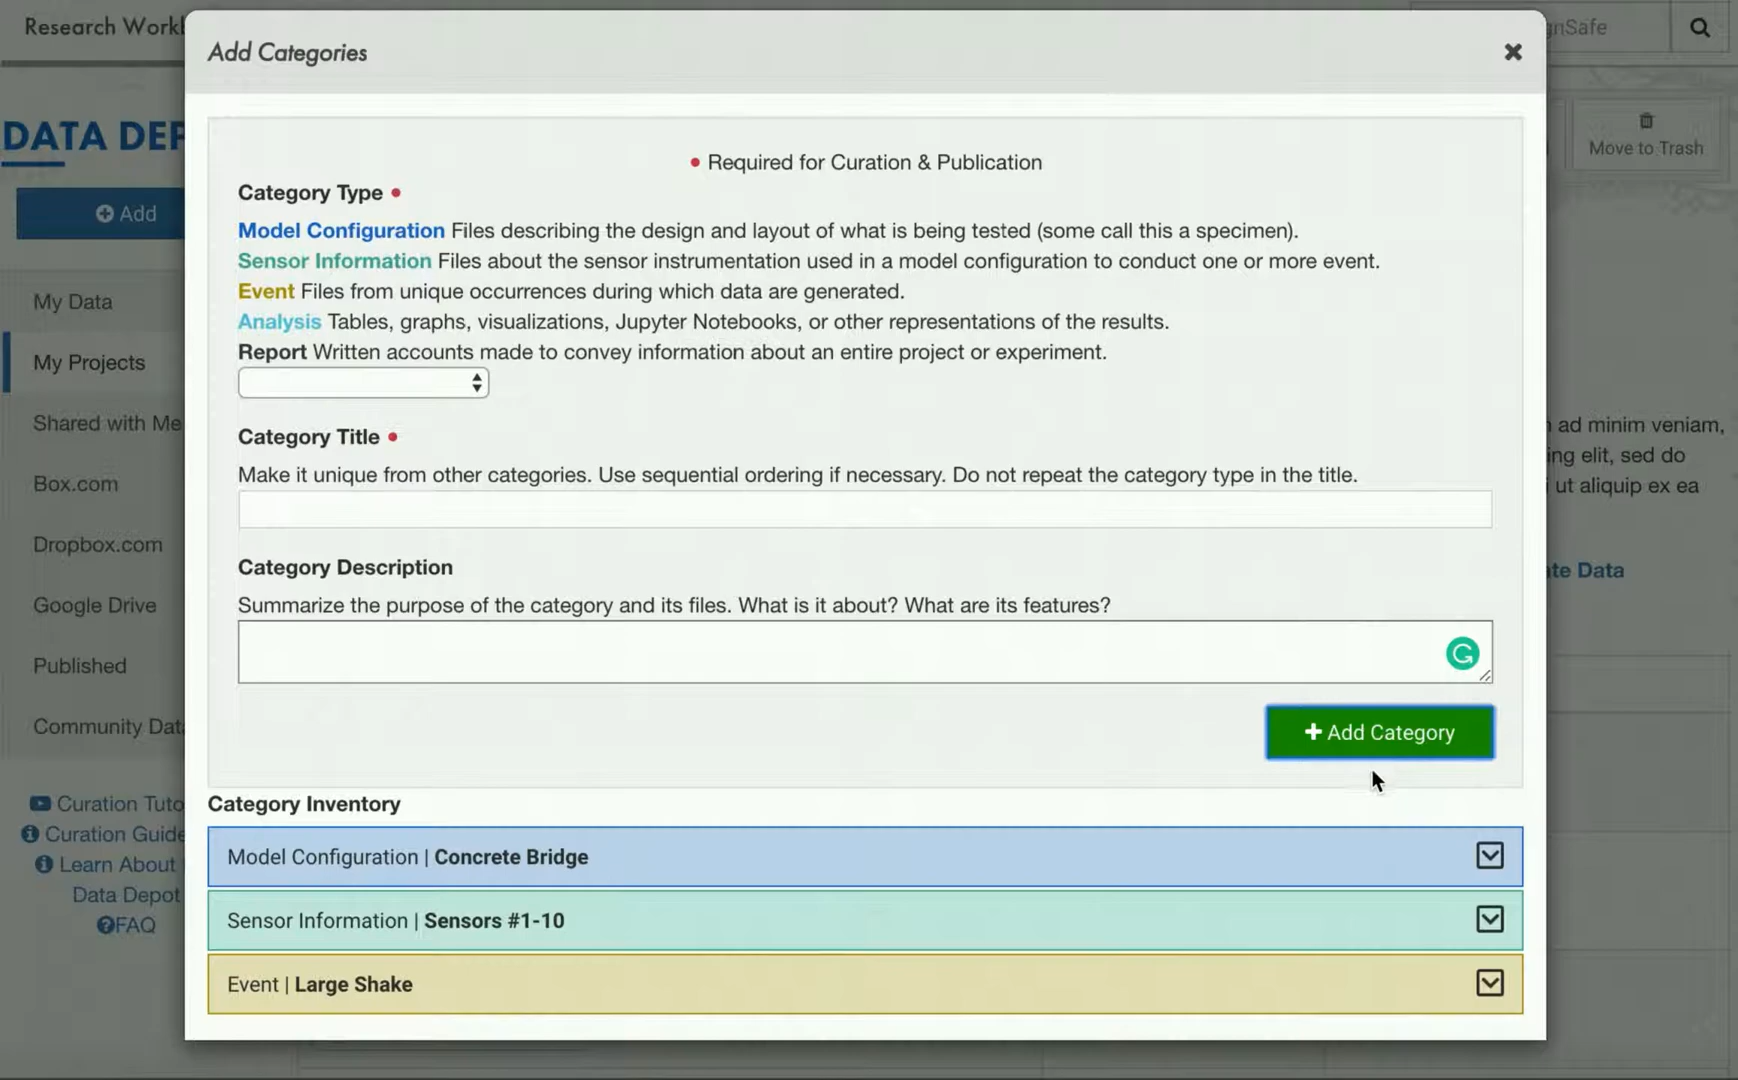 Research Work
gnSafe
Add Categories
DATA DEP
Move to Trash
Add
My Data
My Projects
Shared with Me
Box.com
Dropbox.com
Google Drive
Published
Community Data
Curation Tuto
Curation Guide
Learn About
Data Depot
FAQ
Required for Curation & Publication
Category Type
Model Configuration Files describing the design and layout of what is being tested (some call this a specimen).
Sensor Information Files about the sensor instrumentation used in a model configuration to conduct one or more event.
Event Files from unique occurrences during which data are generated.
Analysis Tables, graphs, visualizations, Jupyter Notebooks, or other representations of the results.
Report Written accounts made to convey information about an entire project or experiment.
Category Title
Make it unique from other categories. Use sequential ordering if necessary. Do not repeat the category type in the title.
Category Description
Summarize the purpose of the category and its files. What is it about? What are its features?
+ Add Category
Category Inventory
Model Configuration | Concrete Bridge
Sensor Information | Sensors #1-10
Event | Large Shake
ad minim veniam,
ing elit, sed do
ut aliquip ex ea
te Data